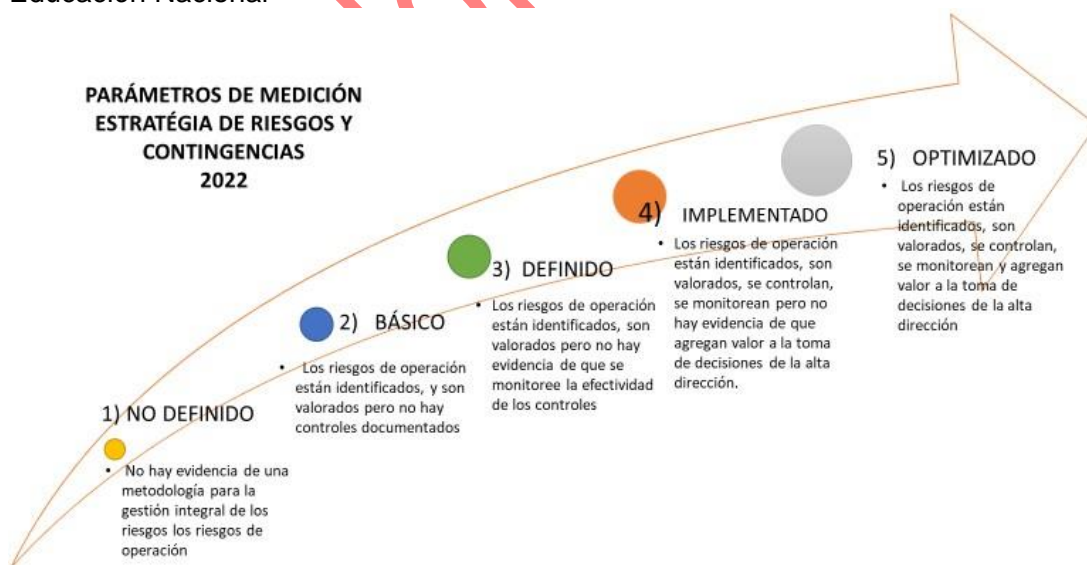 Educación Nacional
PARÁMETROS DE MEDICIÓN
ESTRATÉGIA DE RIESGOS Y
CONTINGENCIAS
2022
1) NO DEFINIDO
• No hay evidencia de una
metodología para la
gestión integral de los
riesgos los riesgos de
operación
2) BÁSICO
• Los riesgos de operación
están identificados, y son
valorados pero no hay
controles documentados
3) DEFINIDO
• Los riesgos de operación
están identificados, son
valorados pero no hay
evidencia de que se
monitoree la efectividad
de los controles
4) IMPLEMENTADO
• Los riesgos de operación
están identificados, son
valorados, se controlan,
se monitorean pero no
hay evidencia de que
agregan valor a la toma
de decisiones de la alta
dirección.
5) OPTIMIZADO
• Los riesgos de
operación están
identificados, son
valorados, se controlan,
se monitorean y agregan
valor a la toma de
decisiones de la alta
dirección